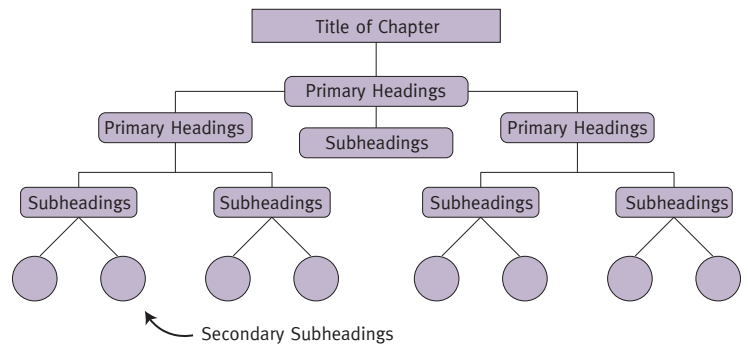 Title of Chapter
Primary Headings
Primary Headings
Subheadings
Primary Headings
Subheadings
Subheadings
Subheadings
Subheadings
Secondary Subheadings